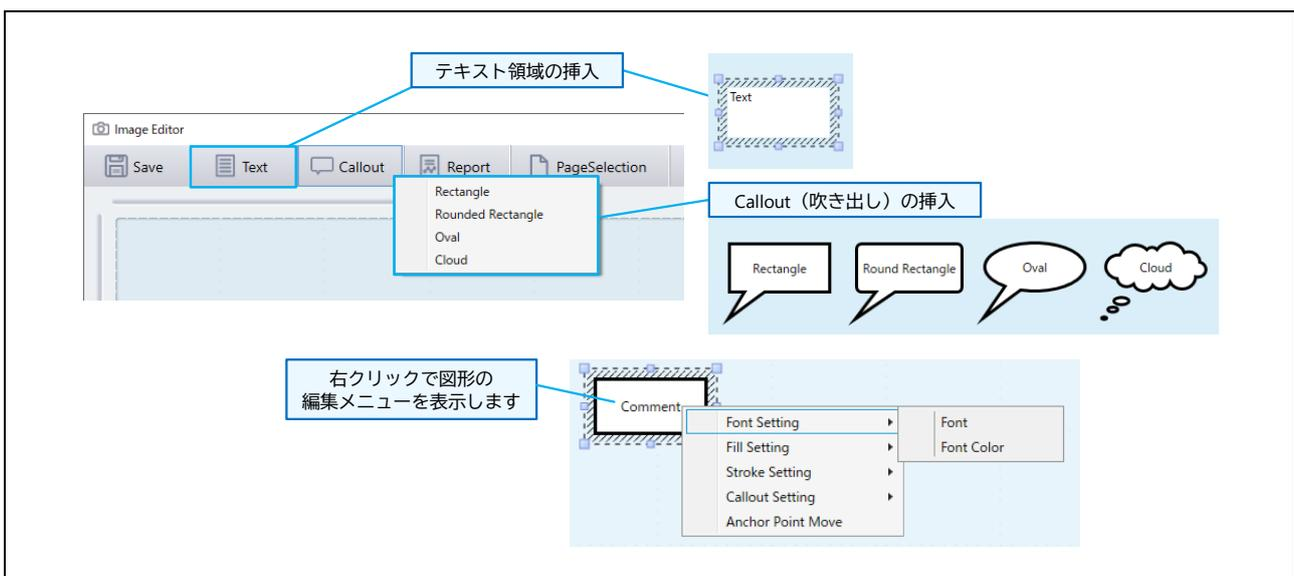 テキスト領域の挿入
Text
Image Editor
Save Text Callout Report PageSelection
Rectangle
Rounded Rectangle
Oval
Cloud
Callout（吹き出し）の挿入
Rectangle Round Rectangle Oval Cloud
右クリックで図形の
編集メニューを表示します
Comment
Font Setting
Fill Setting
Stroke Setting
Callout Setting
Anchor Point Move
Font
Font Color